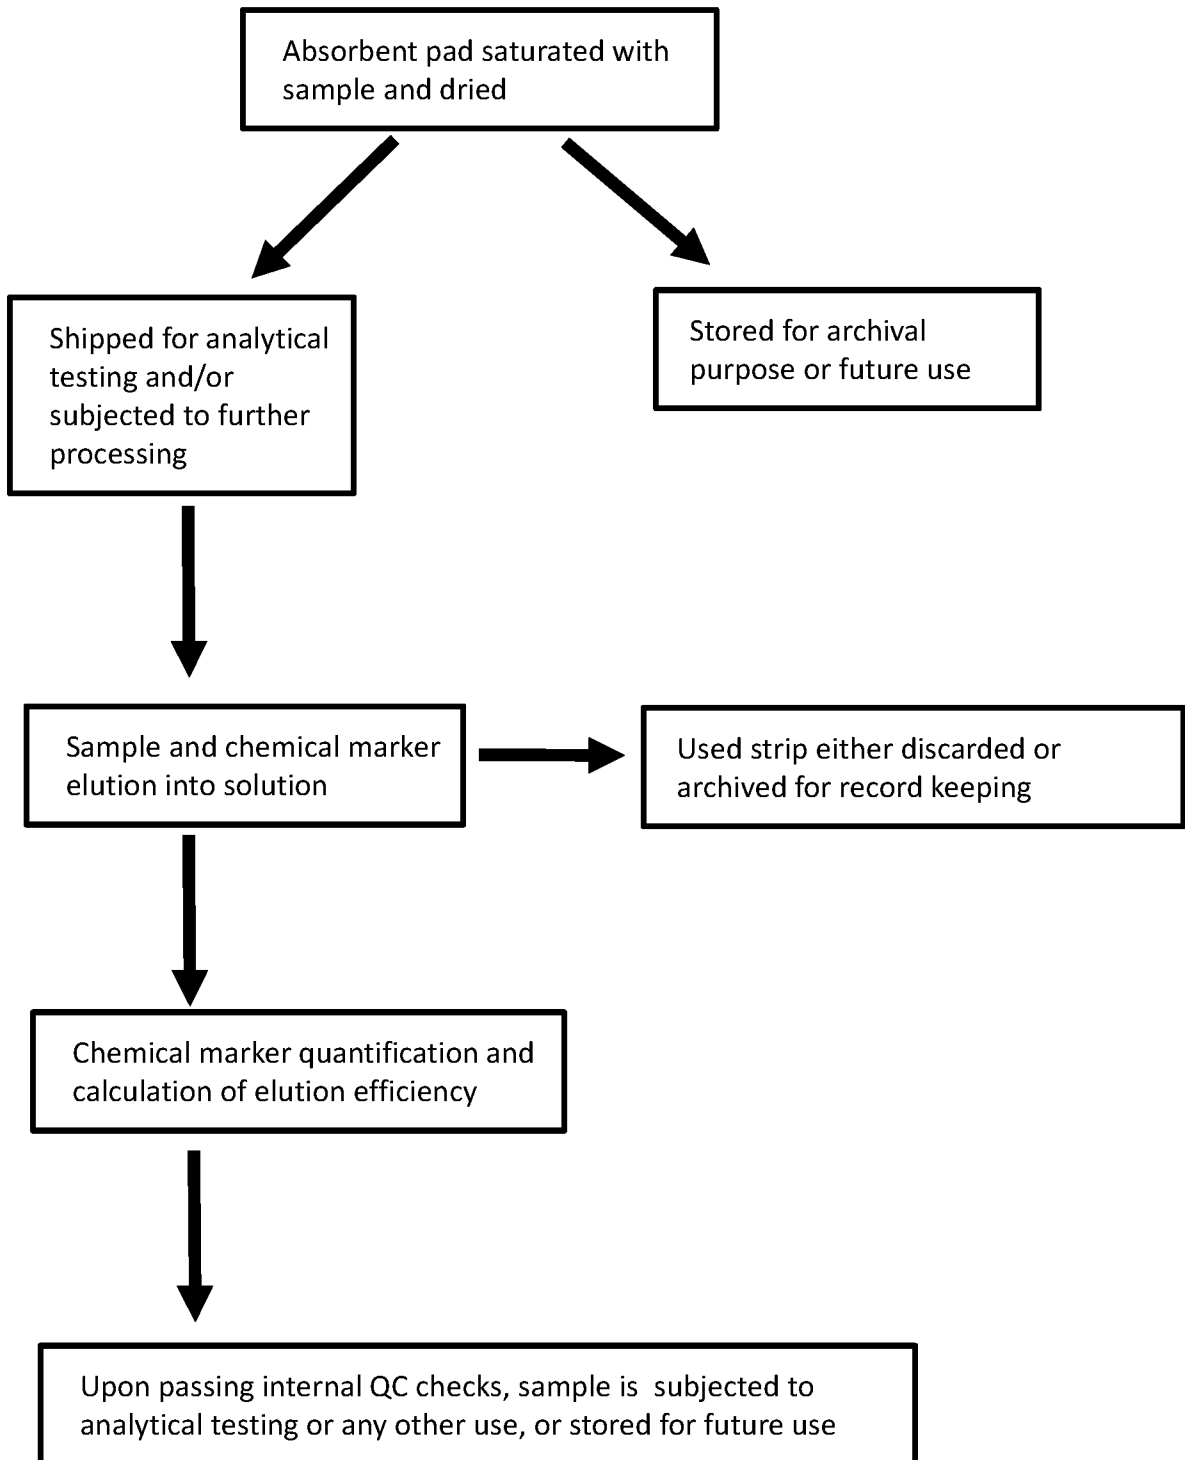 Absorbent pad saturated with
sample and dried
Shipped for analytical
testing and/or
subjected to further
processing
Stored for archival
purpose or future use
Sample and chemical marker
elution into solution
Used strip either discarded or
archived for record keeping
Chemical marker quantification and
calculation of elution efficiency
Upon passing internal QC checks, sample is  subjected to
analytical testing or any other use, or stored for future use